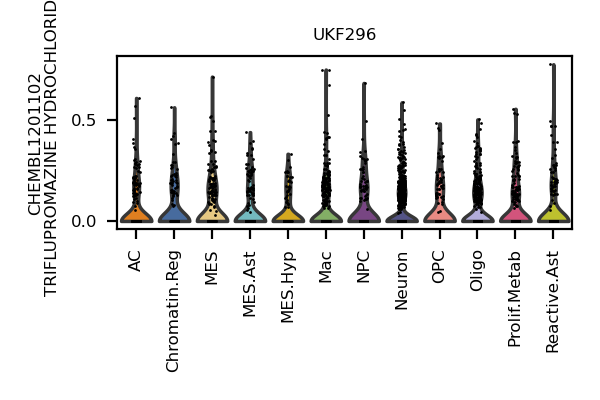 UKF296
CHEMBL1201102
TRIFLUPROMAZINE HYDROCHLORID
0.5
0.0
AC
Chromatin.Reg
MES
MES.Ast
MES.Hyp
Mac
NPC
Neuron
OPC
Oligo
Prolif.Metab
Reactive.Ast